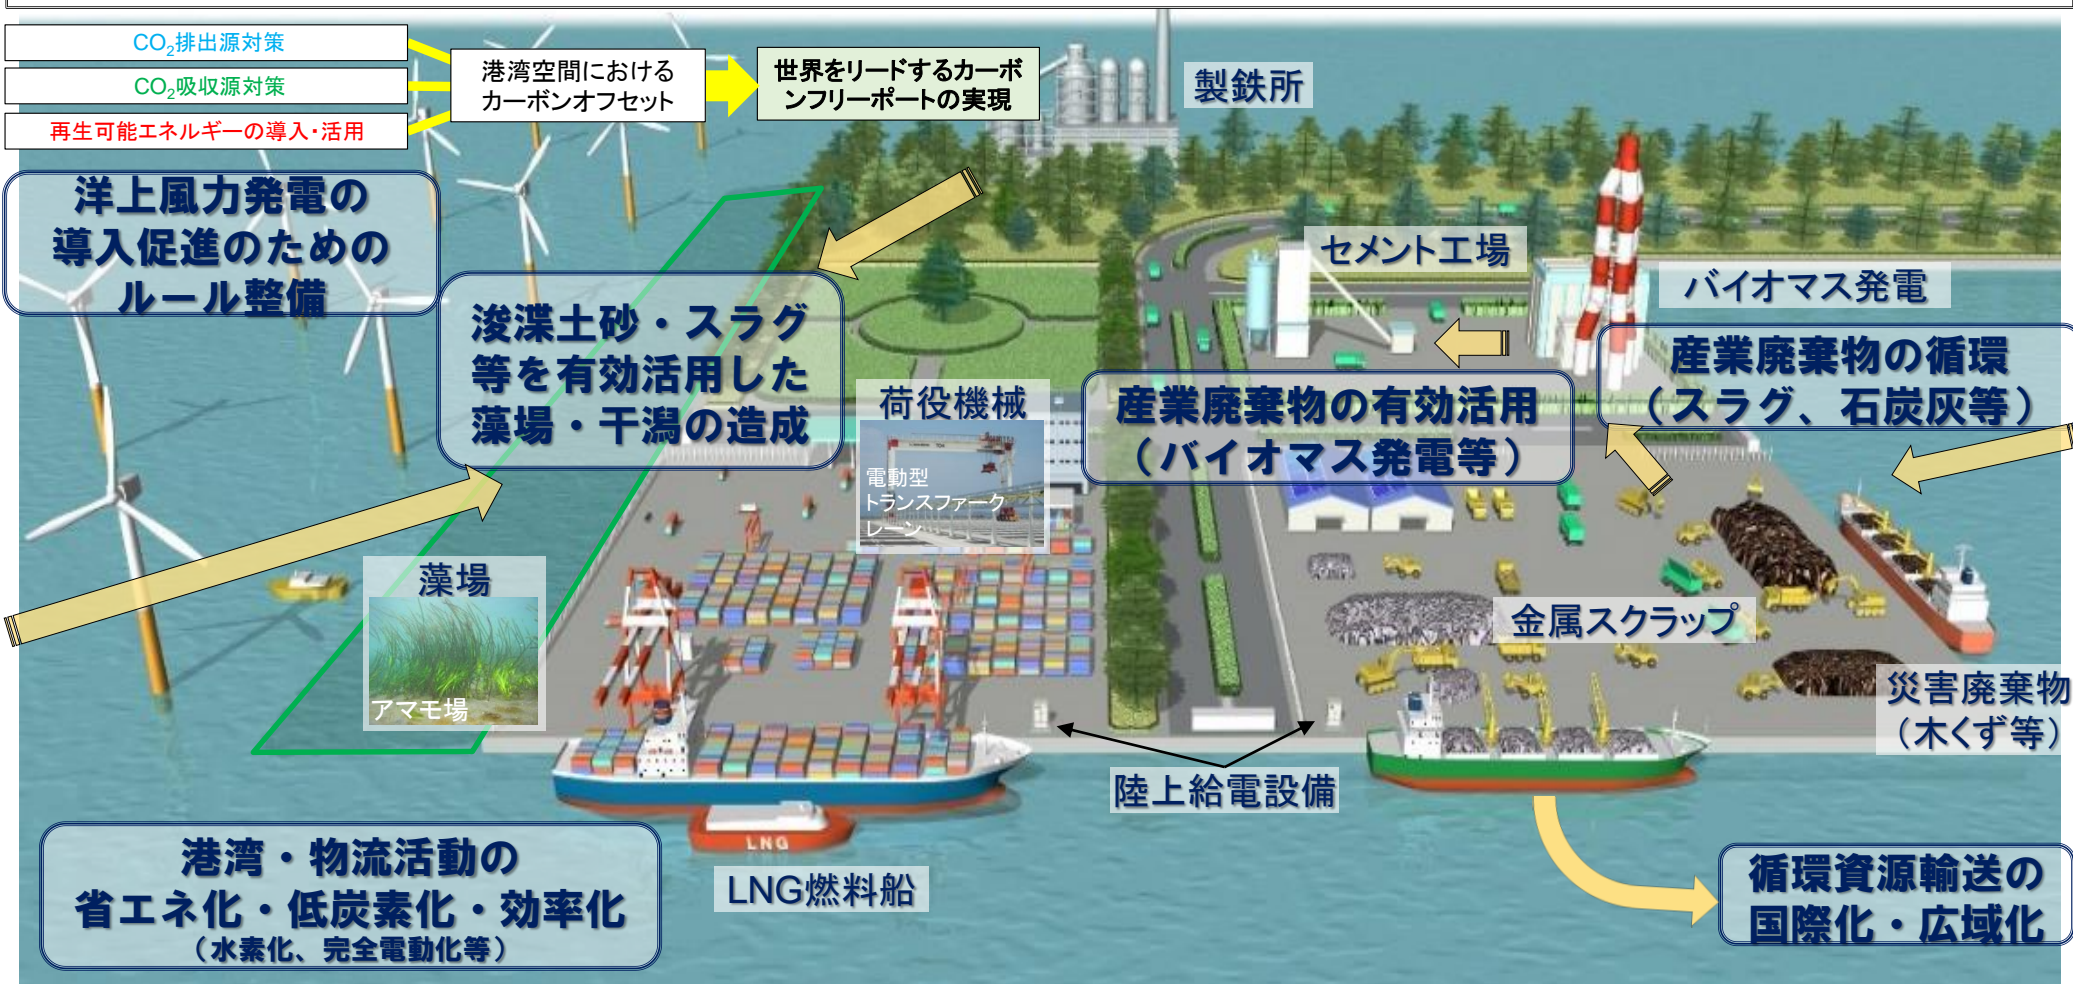 CO2排出源対策
CO2吸収源対策
再生可能エネルギーの導入・活用
港湾空間における
カーボンオフセット
世界をリードするカーボ
ンフリーポートの実現
製鉄所
洋上風力発電の
導入促進のための
ルール整備
セメント工場
バイオマス発電
浚渫土砂・スラグ
等を有効活用した
藻場・干潟の造成
荷役機械
電動型
トランスファーク
レーン
産業廃棄物の有効活用
（バイオマス発電等）
産業廃棄物の循環
（スラグ、石炭灰等）
藻場
アマモ場
金属スクラップ
災害廃棄物
（木くず等）
陸上給電設備
LNG
LNG燃料船
港湾・物流活動の
省エネ化・低炭素化・効率化
（水素化、完全電動化等）
循環資源輸送の
国際化・広域化